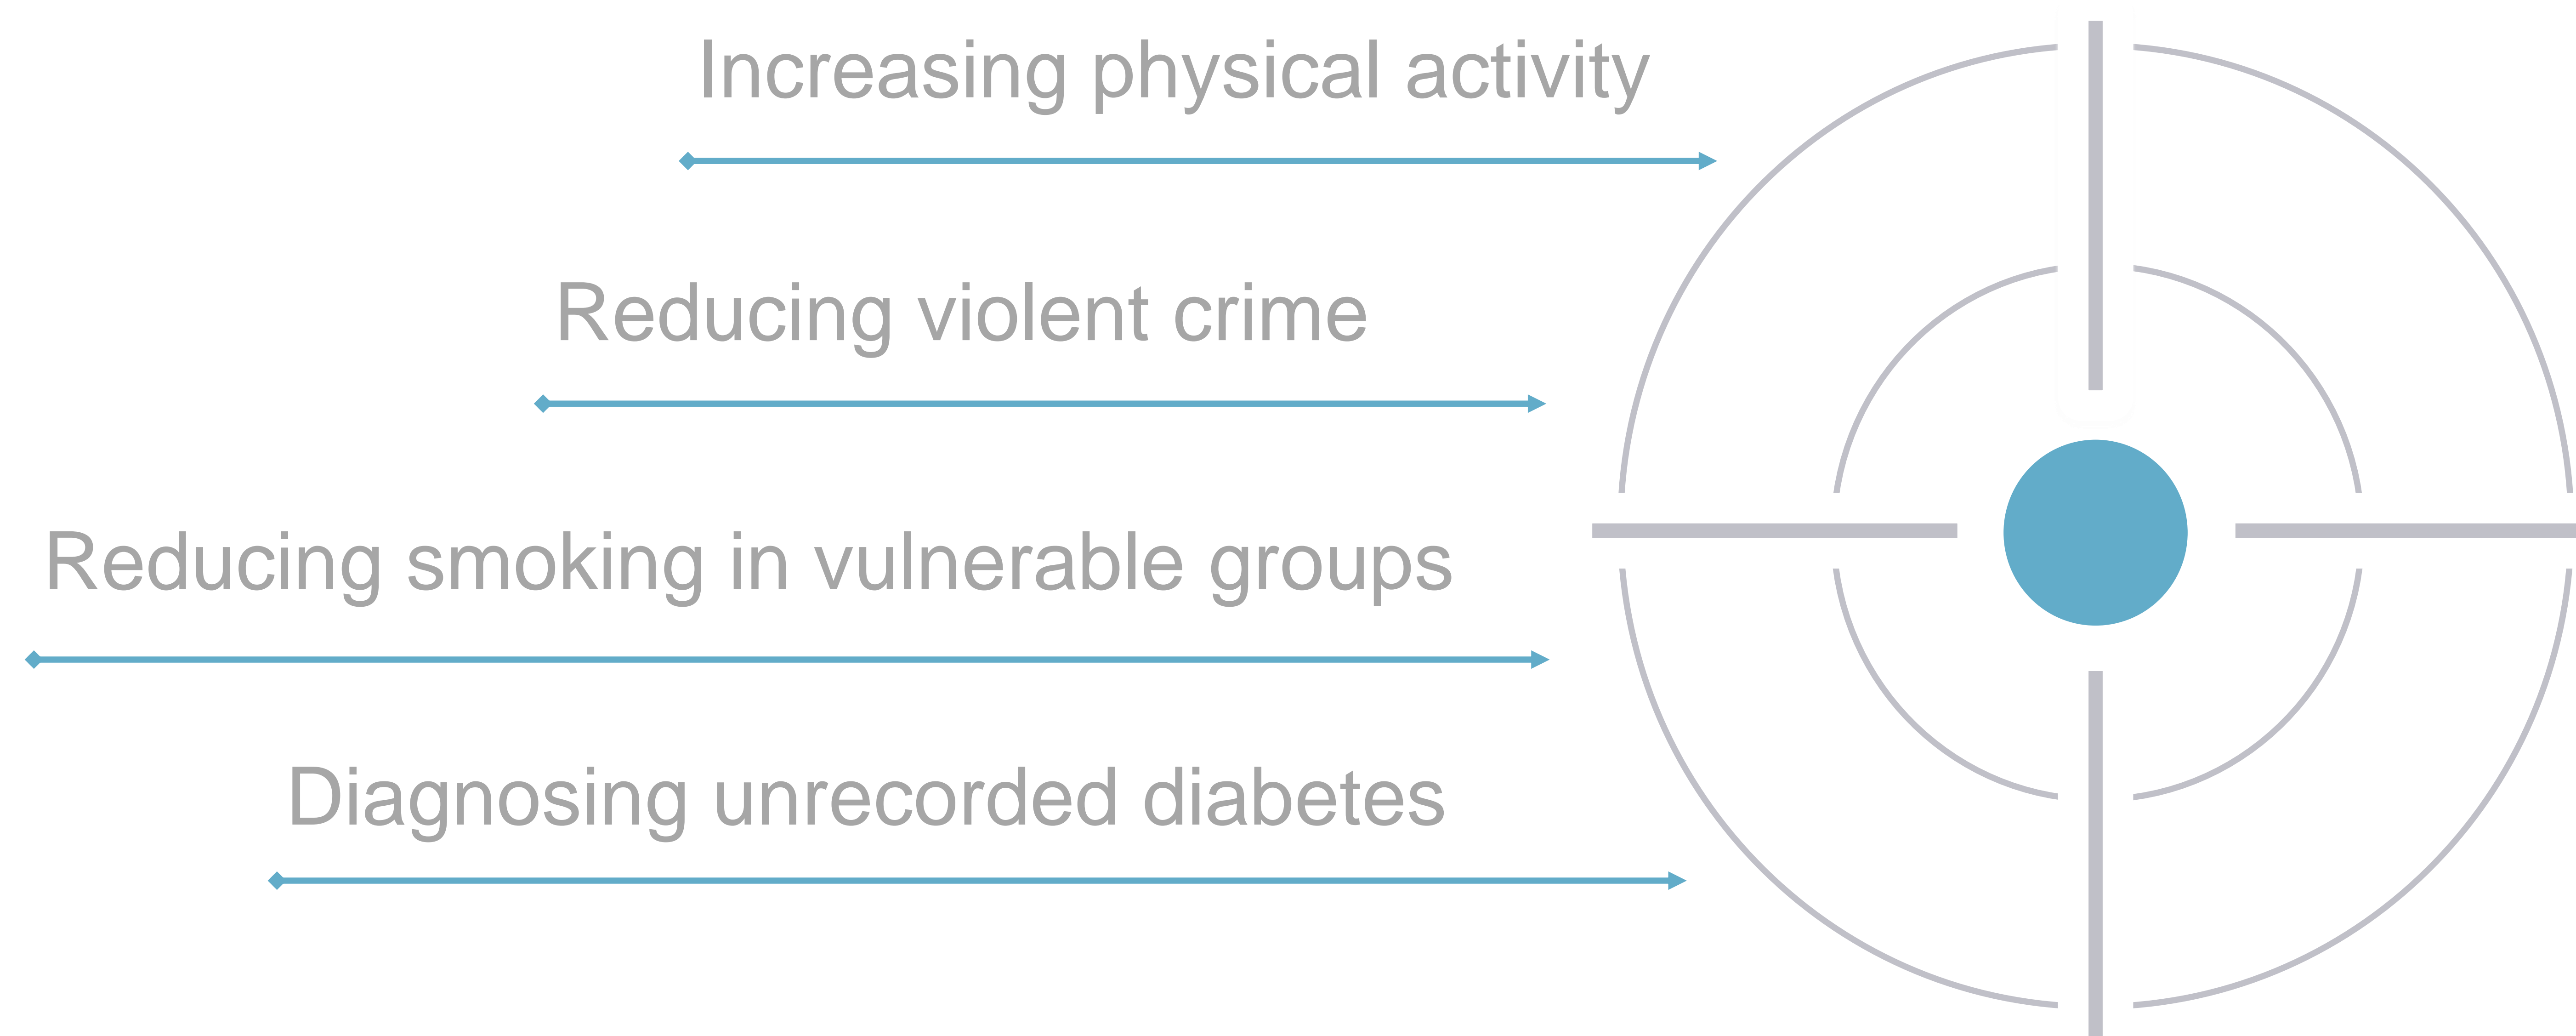 Increasing physical activity
Reducing violent crime
Reducing smoking in vulnerable groups
Diagnosing unrecorded diabetes